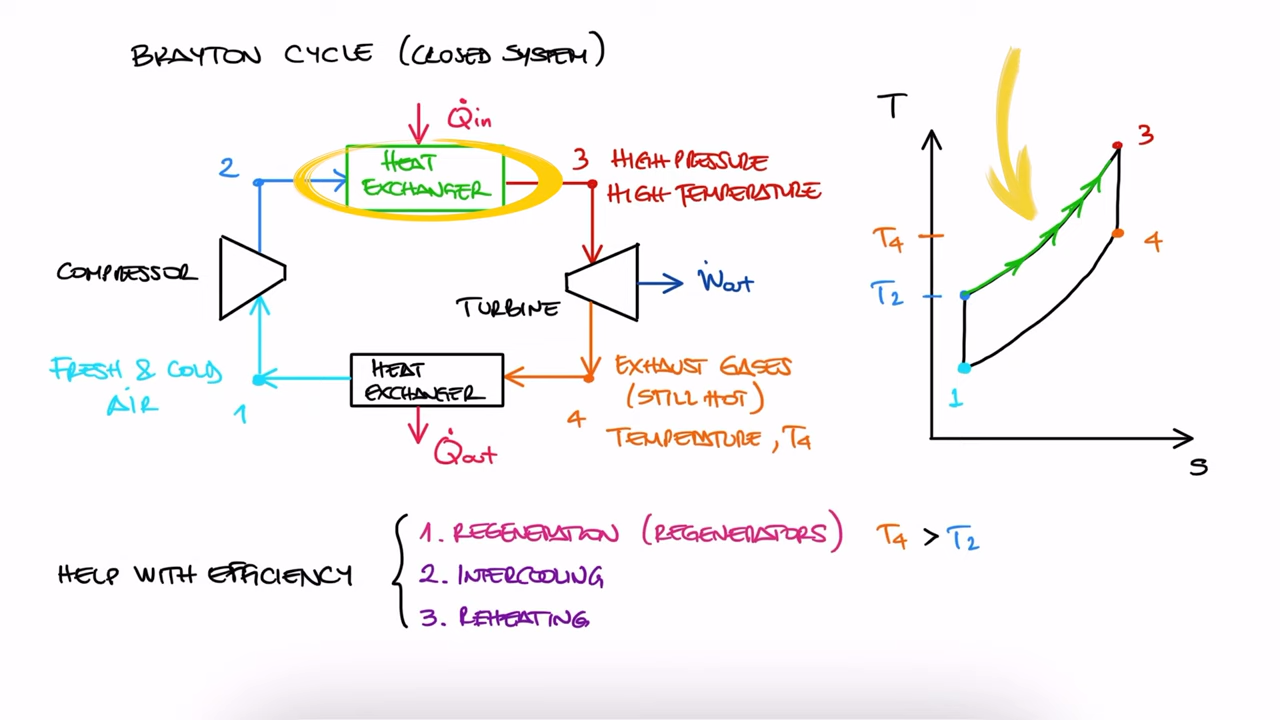 BRAYTON CYCLE (CLOSED SYSTEM)
Q̇in
2
HEAT
EXCHANGER
3
HIGH PRESSURE
HIGH TEMPERATURE
COMPRESSOR
TURBINE
Ẇout
FRESH & COLD
AIR
1
HEAT
EXCHANGER
4
EXHAUST GASES
(STILL HOT)
TEMPERATURE, T4
Q̇out
T
3
T4
4
T2
1
S
HELP WITH EFFICIENCY
1. REGENERATION (REGENERATORS) T4 > T2
2. INTERCOOLING
3. REHEATING